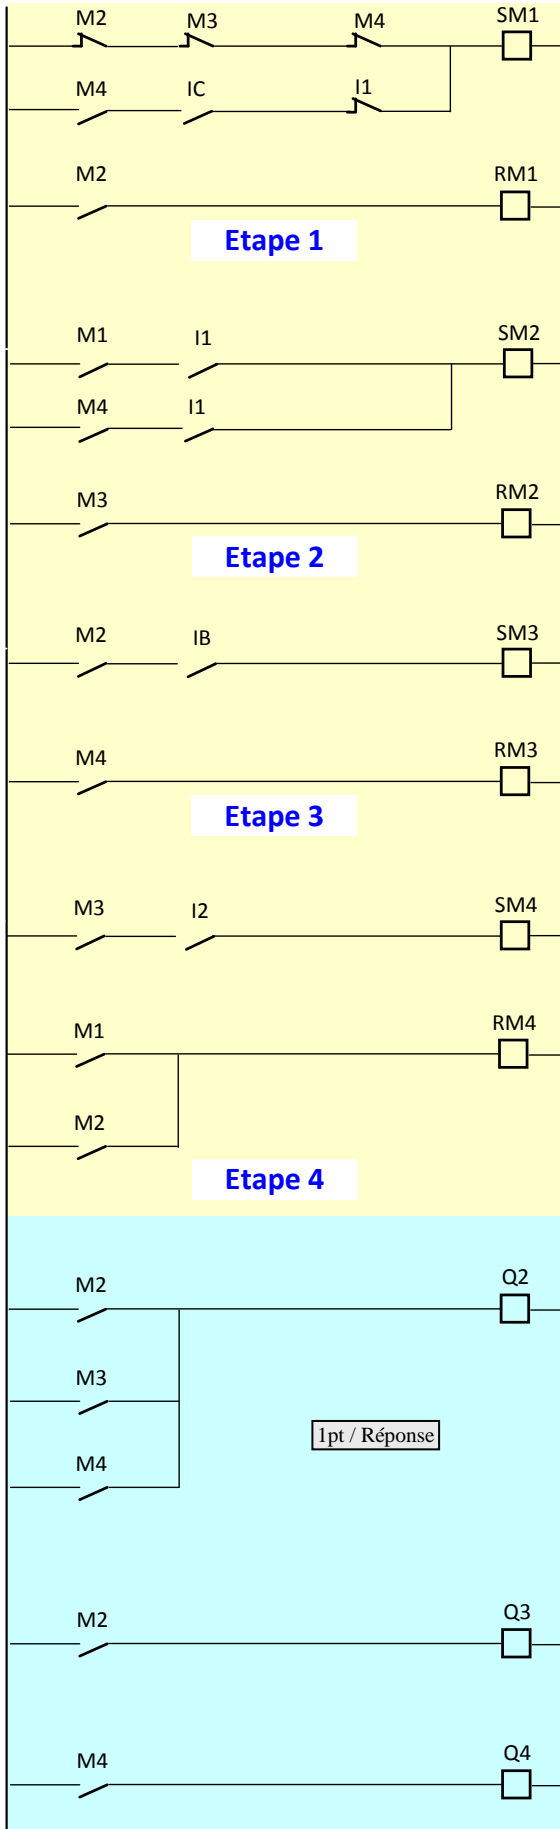 M2 M3 M4 SM1
M4 IC I1
M2 RM1
Etape 1
M1 I1 SM2
M4 I1
M3 RM2
Etape 2
M2 IB SM3
M4 RM3
Etape 3
M3 I2 SM4
M1 RM4
M2
Etape 4
M2 Q2
M3
1pt / Réponse
M4
M2 Q3
M4 Q4